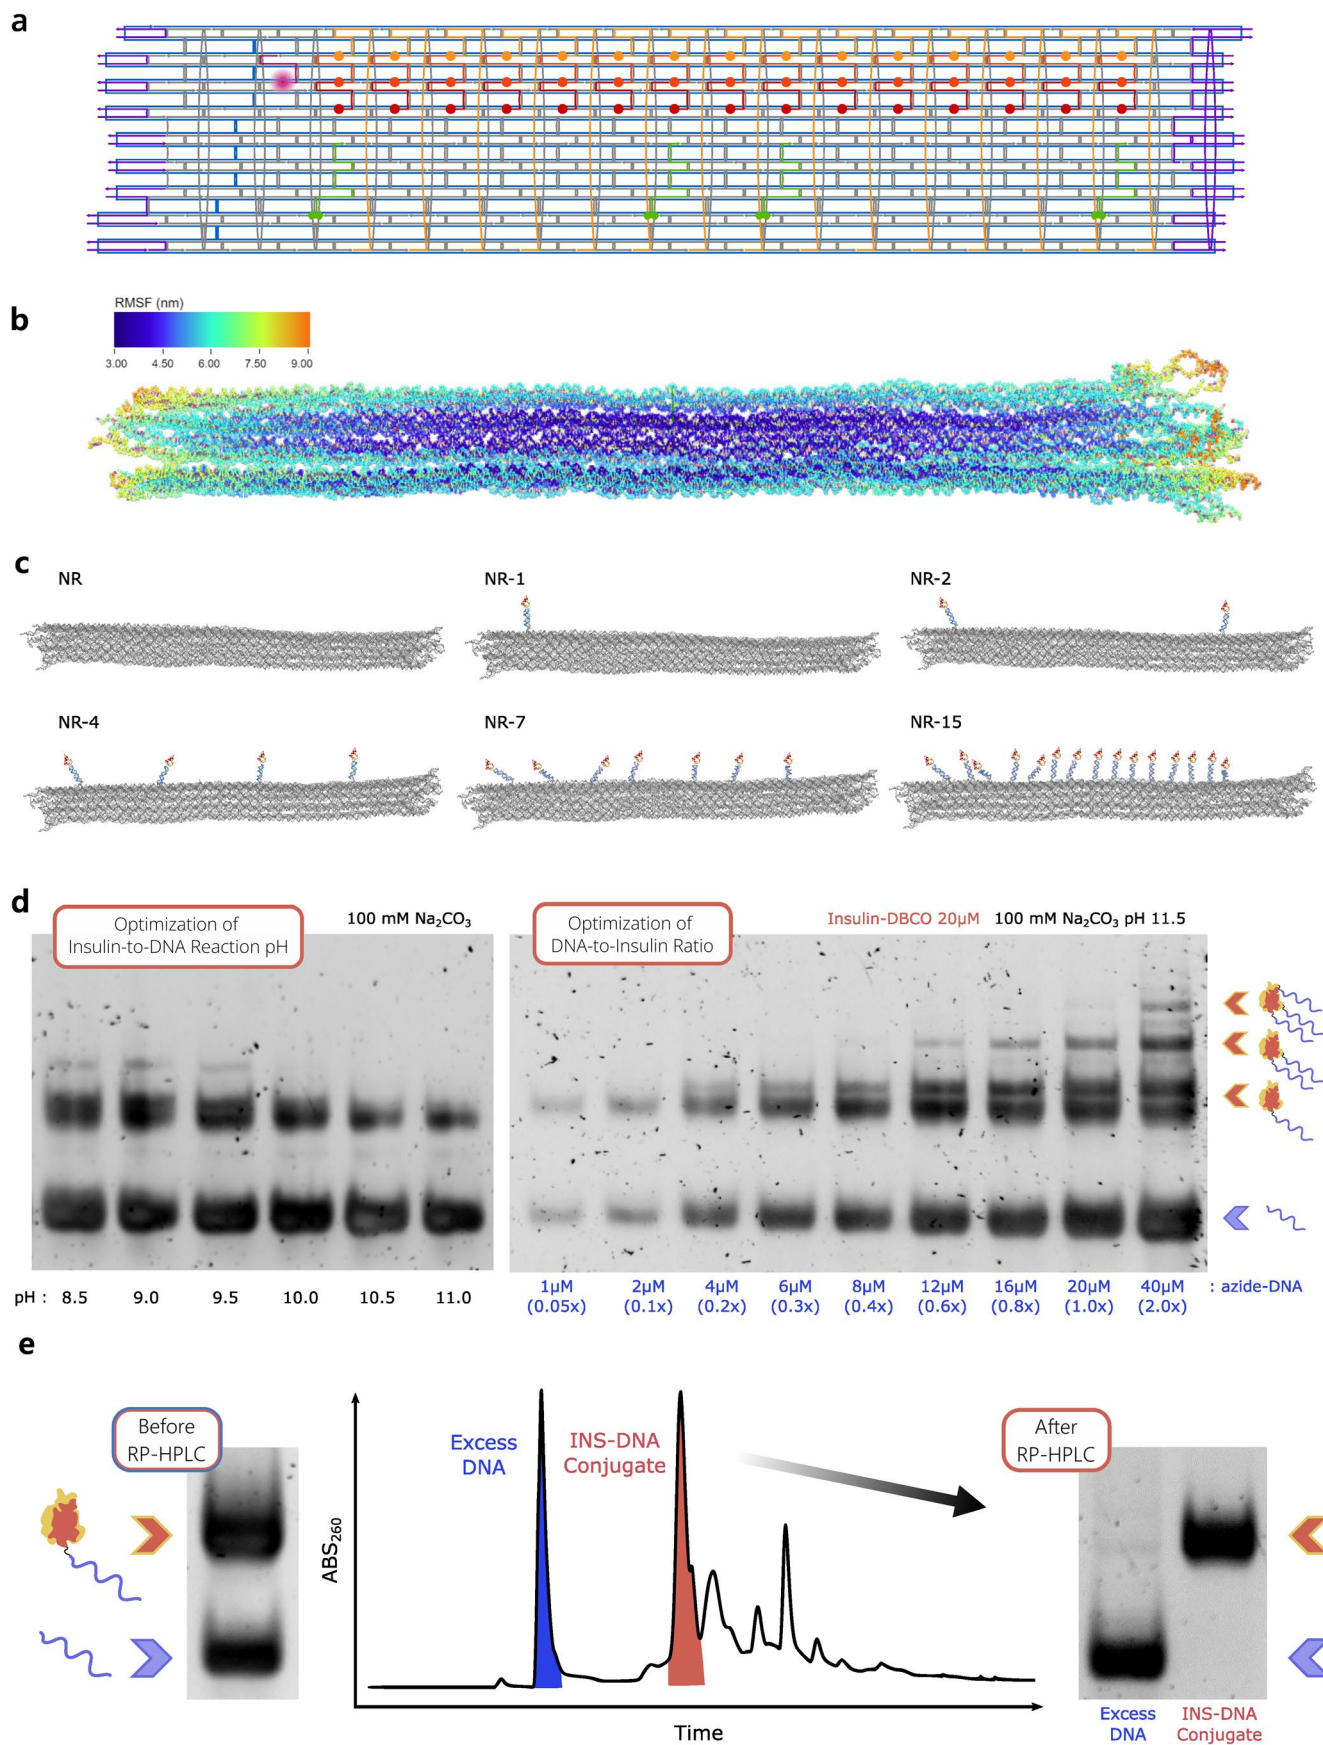 a
b
RMSF (nm)
3.00 4.50 6.00 7.50 9.00
c
NR
NR-1
NR-2
NR-4
NR-7
NR-15
d
Optimization of
Insulin-to-DNA Reaction pH
100 mM Na₂CO₃
Optimization of
DNA-to-Insulin Ratio
Insulin-DBCO 20µM 100 mM Na₂CO₃ pH 11.5
pH : 8.5 9.0 9.5 10.0 10.5 11.0
1µM 2µM 4µM 6µM 8µM 12µM 16µM 20µM 40µM : azide-DNA
(0.05x) (0.1x) (0.2x) (0.3x) (0.4x) (0.6x) (0.8x) (1.0x) (2.0x)
e
Before
RP-HPLC
ABS₂₆₀
Excess
DNA
INS-DNA
Conjugate
Time
After
RP-HPLC
Excess
DNA
INS-DNA
Conjugate